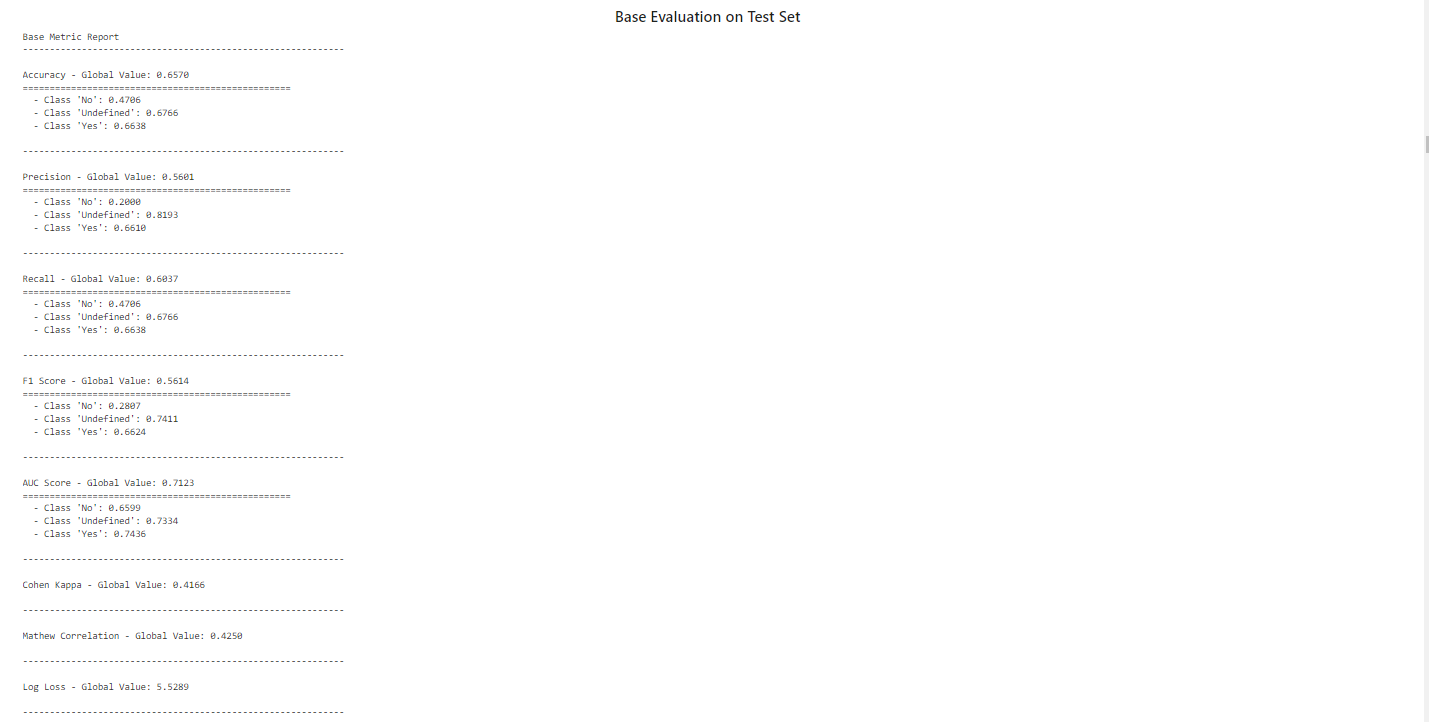 Base Evaluation on Test Set
Base Metric Report
------------------------------------------------------------
Accuracy - Global Value: 0.6570
==================================================
- Class 'No': 0.4706
- Class 'Undefined': 0.6766
- Class 'Yes': 0.6638
------------------------------------------------------------
Precision - Global Value: 0.5601
==================================================
- Class 'No': 0.2000
- Class 'Undefined': 0.8193
- Class 'Yes': 0.6610
------------------------------------------------------------
Recall - Global Value: 0.6037
==================================================
- Class 'No': 0.4706
- Class 'Undefined': 0.6766
- Class 'Yes': 0.6638
------------------------------------------------------------
F1 Score - Global Value: 0.5614
==================================================
- Class 'No': 0.2807
- Class 'Undefined': 0.7411
- Class 'Yes': 0.6624
------------------------------------------------------------
AUC Score - Global Value: 0.7123
==================================================
- Class 'No': 0.6599
- Class 'Undefined': 0.7334
- Class 'Yes': 0.7436
------------------------------------------------------------
Cohen Kappa - Global Value: 0.4166
------------------------------------------------------------
Mathew Correlation - Global Value: 0.4250
------------------------------------------------------------
Log Loss - Global Value: 5.5289
------------------------------------------------------------